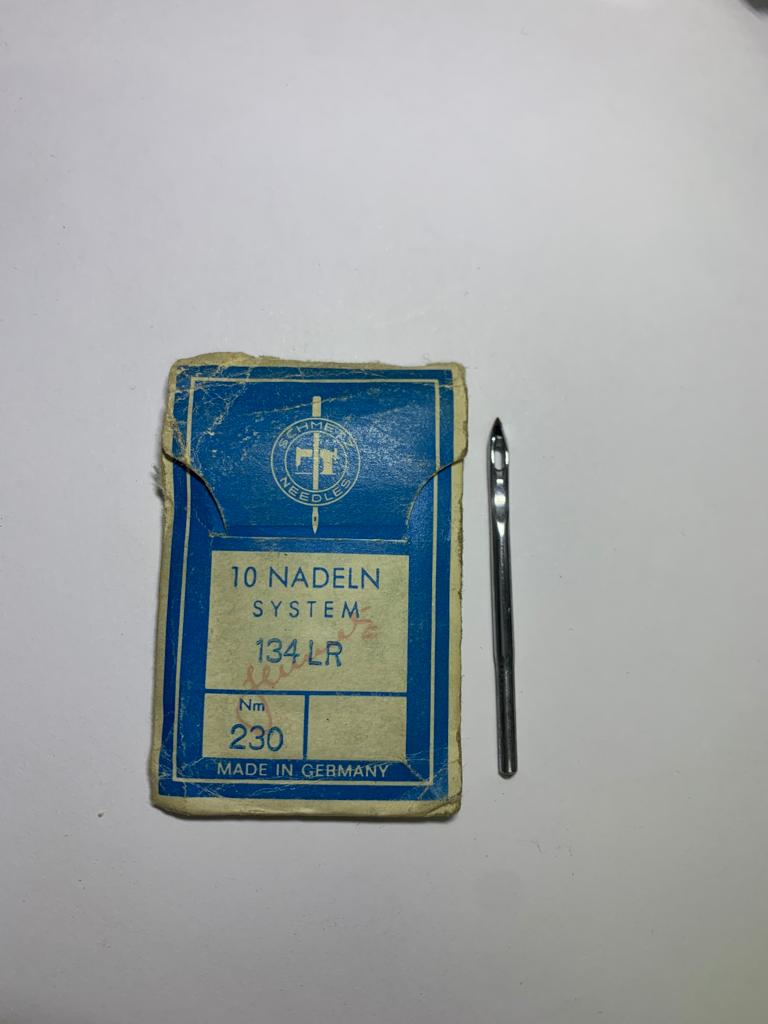 SCHMETZ
NEEDLES
10 NADELN
SYSTEM
134 LR
Nm
230
MADE IN GERMANY